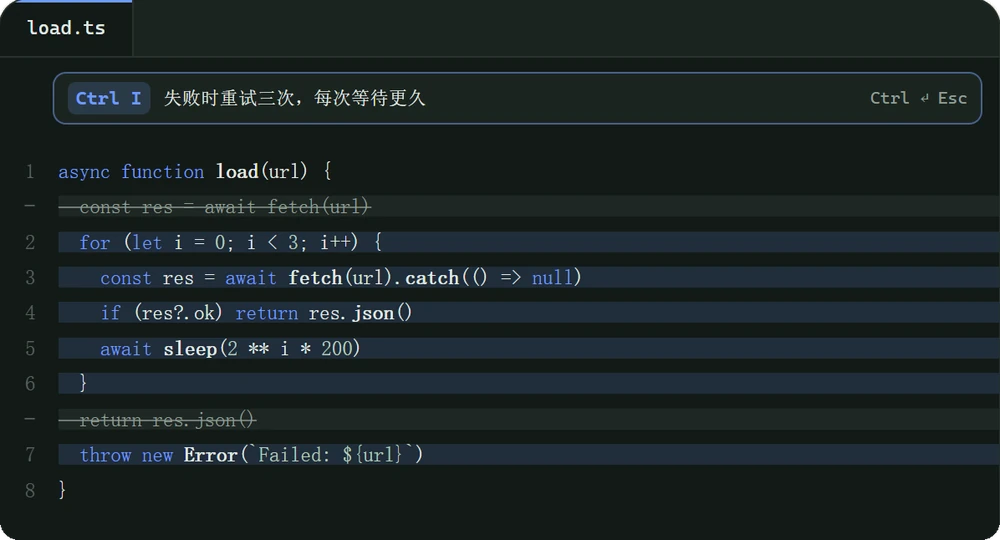 load.ts
Ctrl I 失败时重试三次，每次等待更久 Ctrl ↵ Esc
1 async function load(url) {
− const res = await fetch(url)
2 for (let i = 0; i < 3; i++) {
3 const res = await fetch(url).catch(() => null)
4 if (res?.ok) return res.json()
5 await sleep(2 ** i * 200)
6 }
− return res.json()
7 throw new Error(`Failed: ${url}`)
8 }